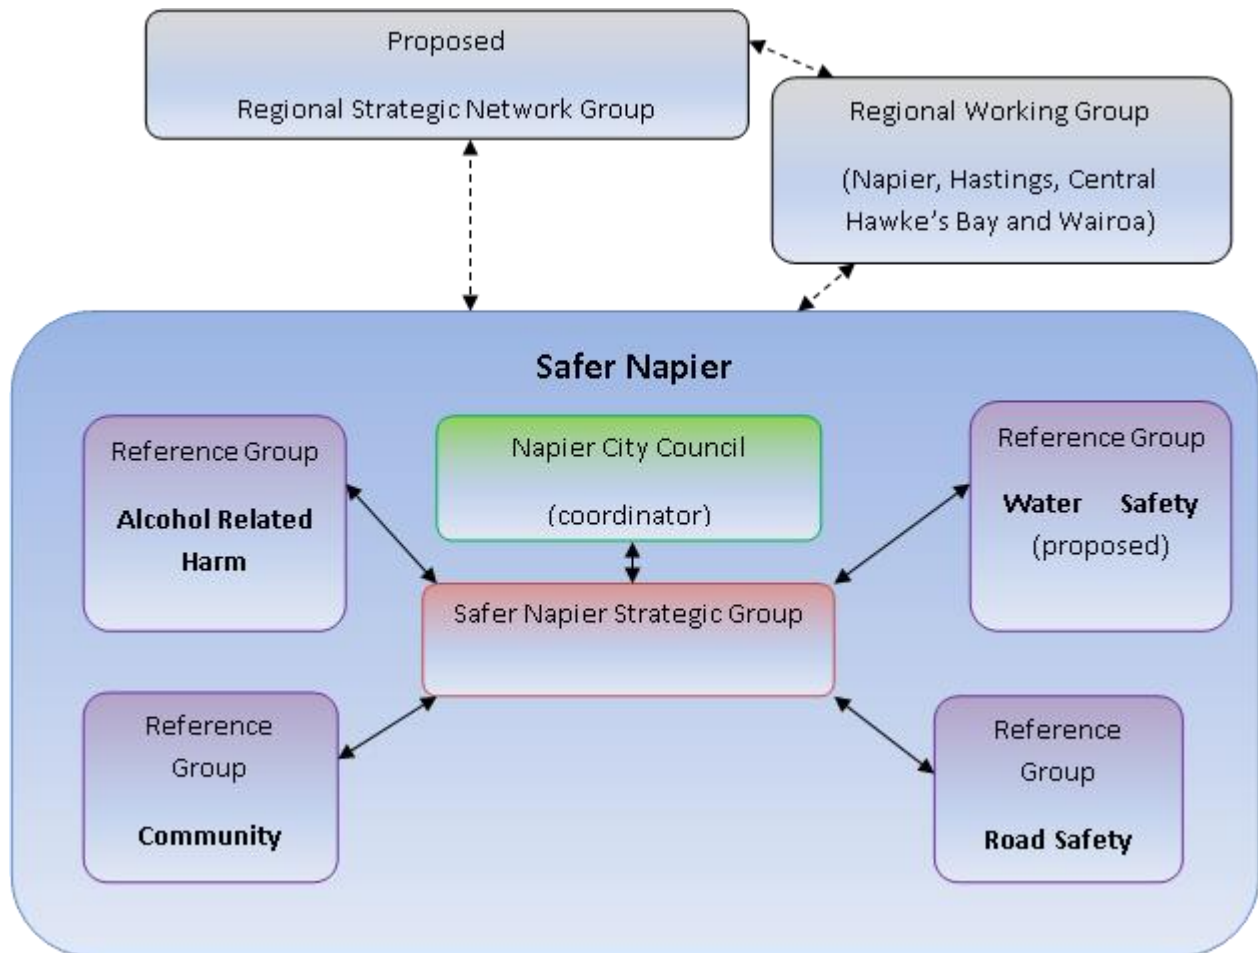 Proposed
Regional Strategic Network Group
Regional Working Group
(Napier, Hastings, Central
Hawke's Bay and Wairoa)
Safer Napier
Reference Group
Alcohol Related
Harm
Napier City Council
(coordinator)
Reference Group
Water Safety
(proposed)
Safer Napier Strategic Group
Reference
Group
Community
Reference
Group
Road Safety